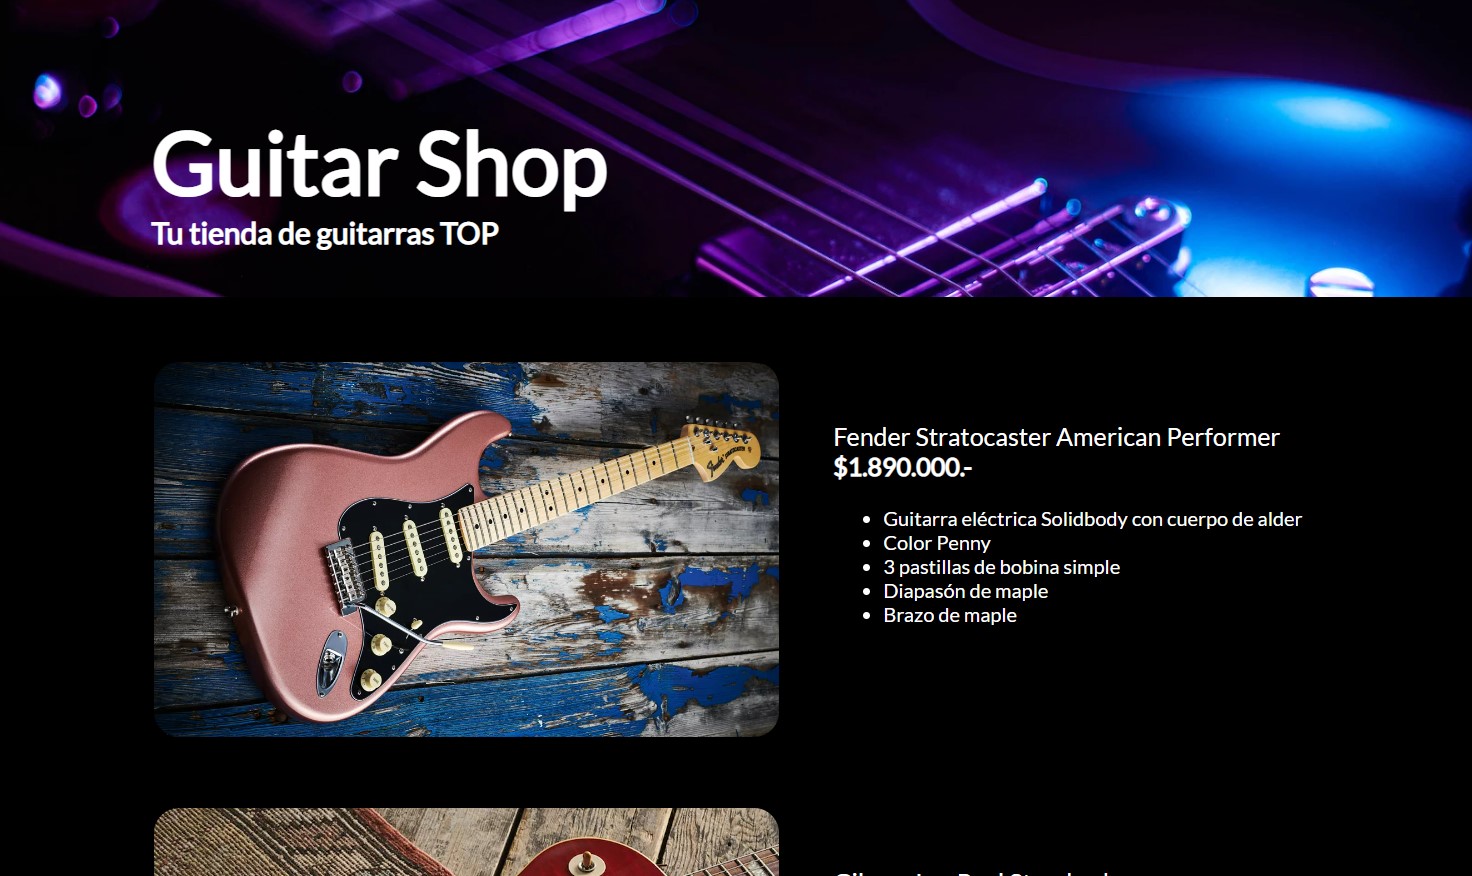 Guitar Shop
Tu tienda de guitarras TOP
Fender Stratocaster American Performer
$1.890.000.-
Guitarra eléctrica Solidbody con cuerpo de alder
Color Penny
3 pastillas de bobina simple
Diapasón de maple
Brazo de maple
Fender